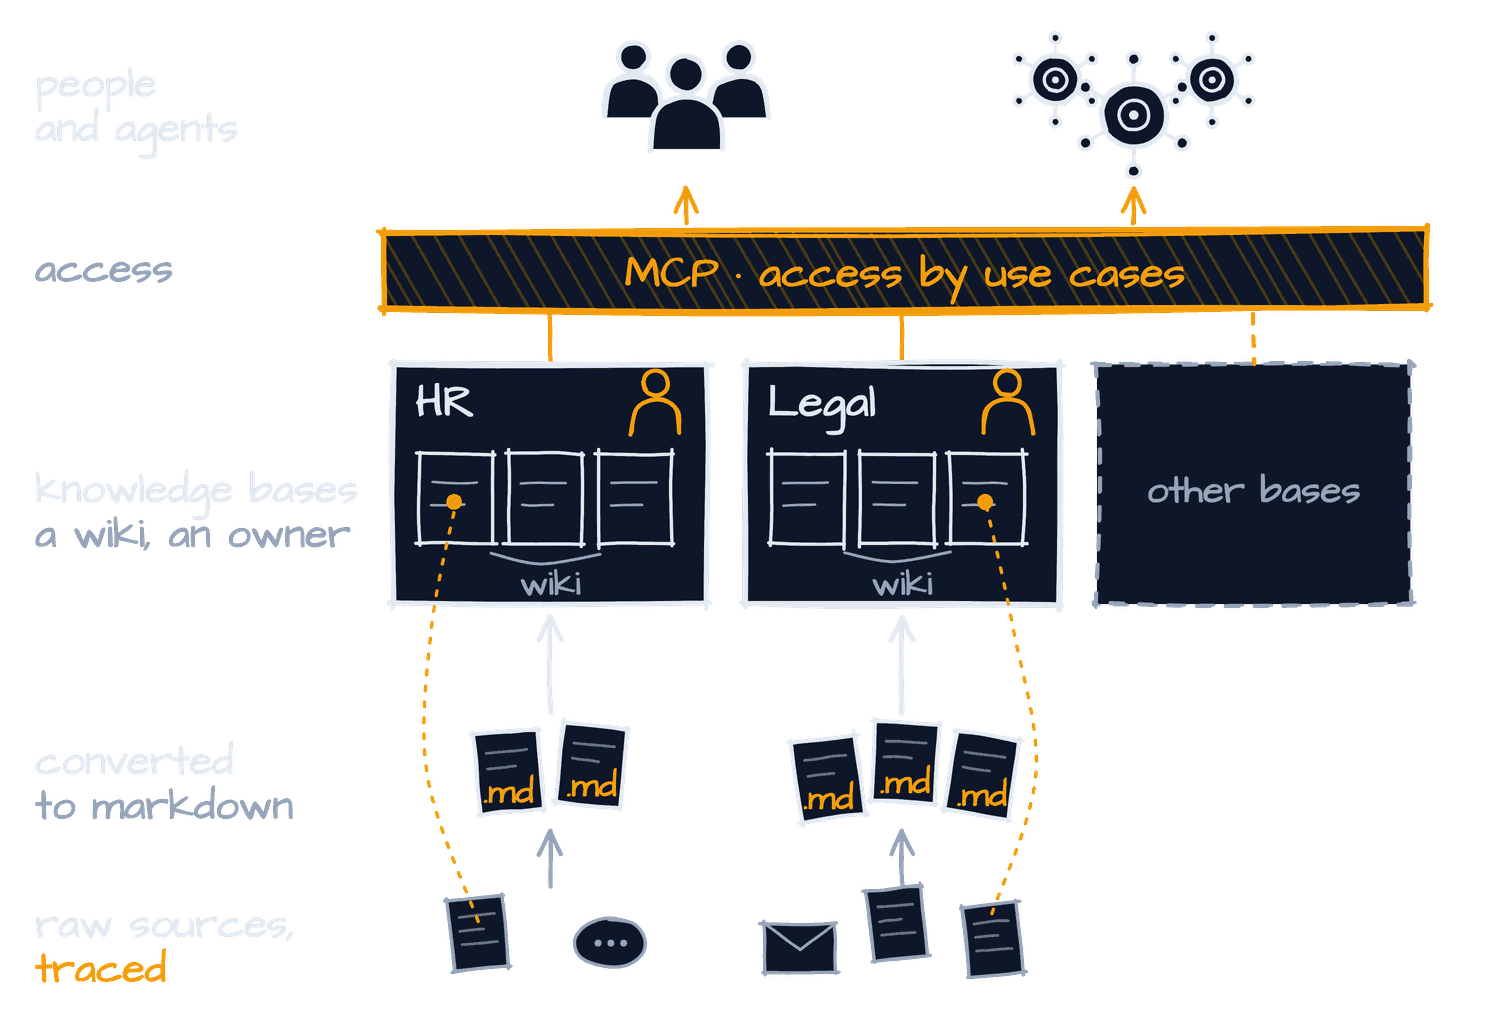 people
and agents
access
MCP · access by use cases
HR
Legal
knowledge bases
a wiki, an owner
other bases
wiki
wiki
converted
to markdown
.md
.md
.md
.md
.md
raw sources,
traced